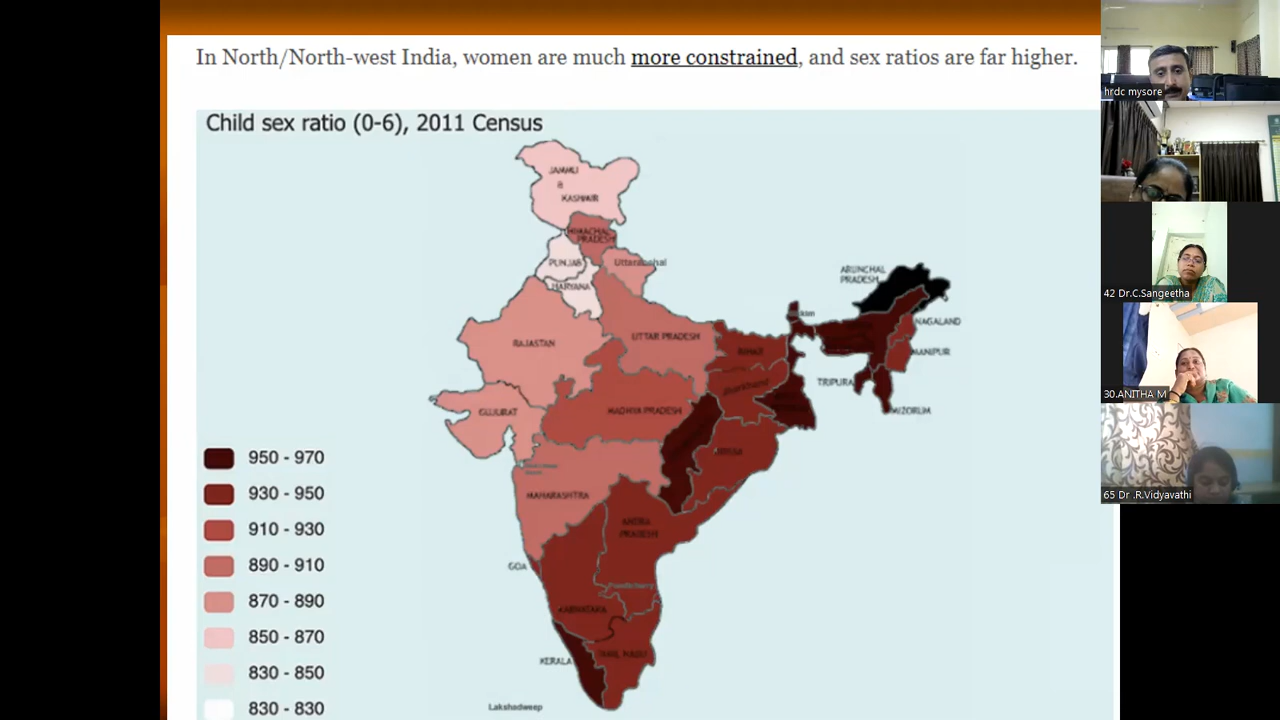 In North/North-west India, women are much more constrained, and sex ratios are far higher.
Child sex ratio (0-6), 2011 Census
JAMMU
&
KASHMIR
HIMACHAL
PRADESH
PUNJAB
Uttaranchal
HARYANA
ARUNCHAL
PRADESH
NAGALAND
RAJASTAN
UTTAR PRADESH
BIHAR
MANIPUR
TRIPURA
Jharkhand
GUJURAT
MADHYA PRADESH
MIZORUM
ORISSA
MAHARASHTRA
ANDRA
PRADESH
GOA
Pondicherry
KARNATAKA
KERALA
TAMIL NADU
Lakshadweep
950 - 970
930 - 950
910 - 930
890 - 910
870 - 890
850 - 870
830 - 850
830 - 830
hrdc mysore
42 Dr.C.Sangeetha
30.ANITHA M
65 Dr .R.Vidyavathi